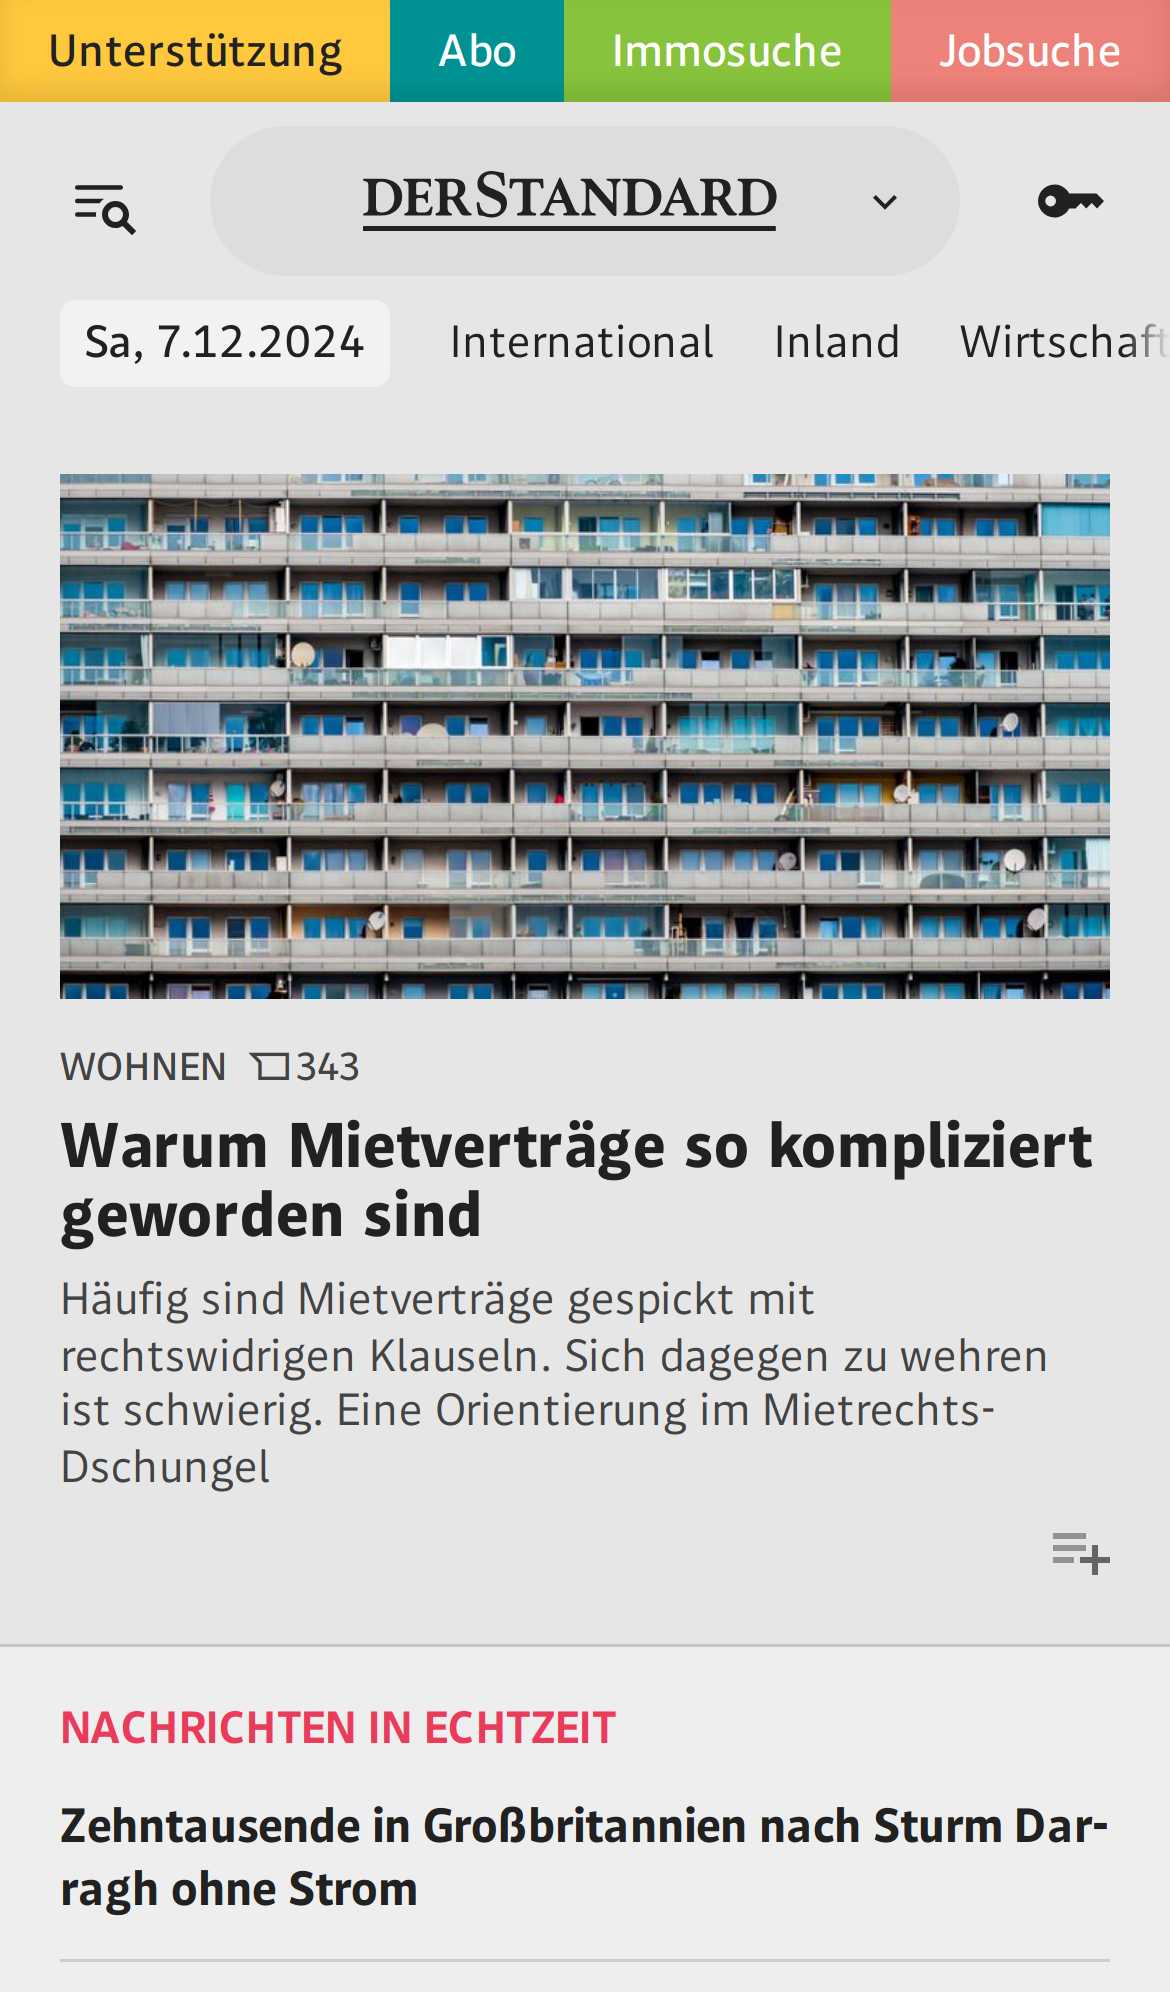 Unterstützung Abo Immosuche Jobsuche
DERSTANDARD
Sa, 7.12.2024 International Inland Wirtschaft
WOHNEN 343
Warum Mietverträge so kompliziert
geworden sind
Häufig sind Mietverträge gespickt mit
rechtswidrigen Klauseln. Sich dagegen zu wehren
ist schwierig. Eine Orientierung im Mietrechts-
Dschungel
NACHRICHTEN IN ECHTZEIT
Zehntausende in Großbritannien nach Sturm Dar-
ragh ohne Strom